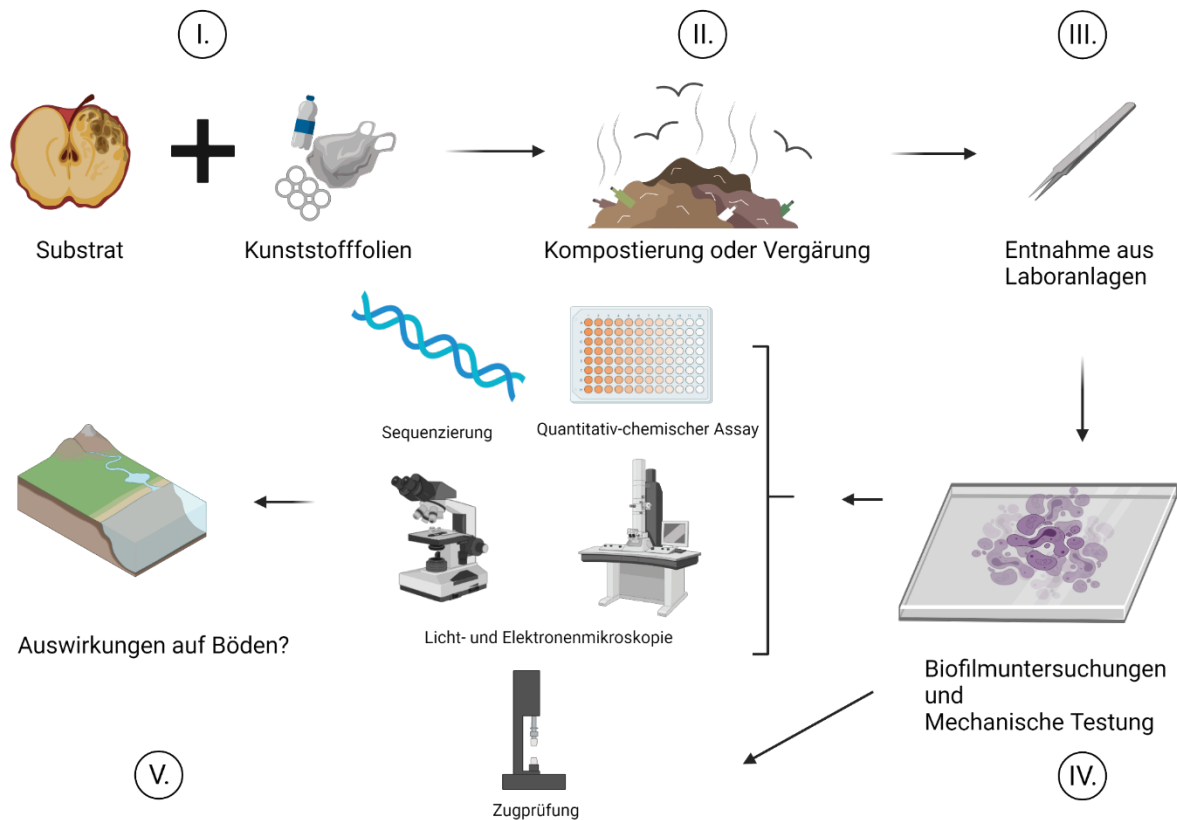 I.
II.
III.
Substrat
Kunststofffolien
Kompostierung oder Vergärung
Entnahme aus
Laboranlagen
Sequenzierung
Quantitativ-chemischer Assay
Licht- und Elektronenmikroskopie
Auswirkungen auf Böden?
Biofilmuntersuchungen
und
Mechanische Testung
V.
IV.
Zugprüfung